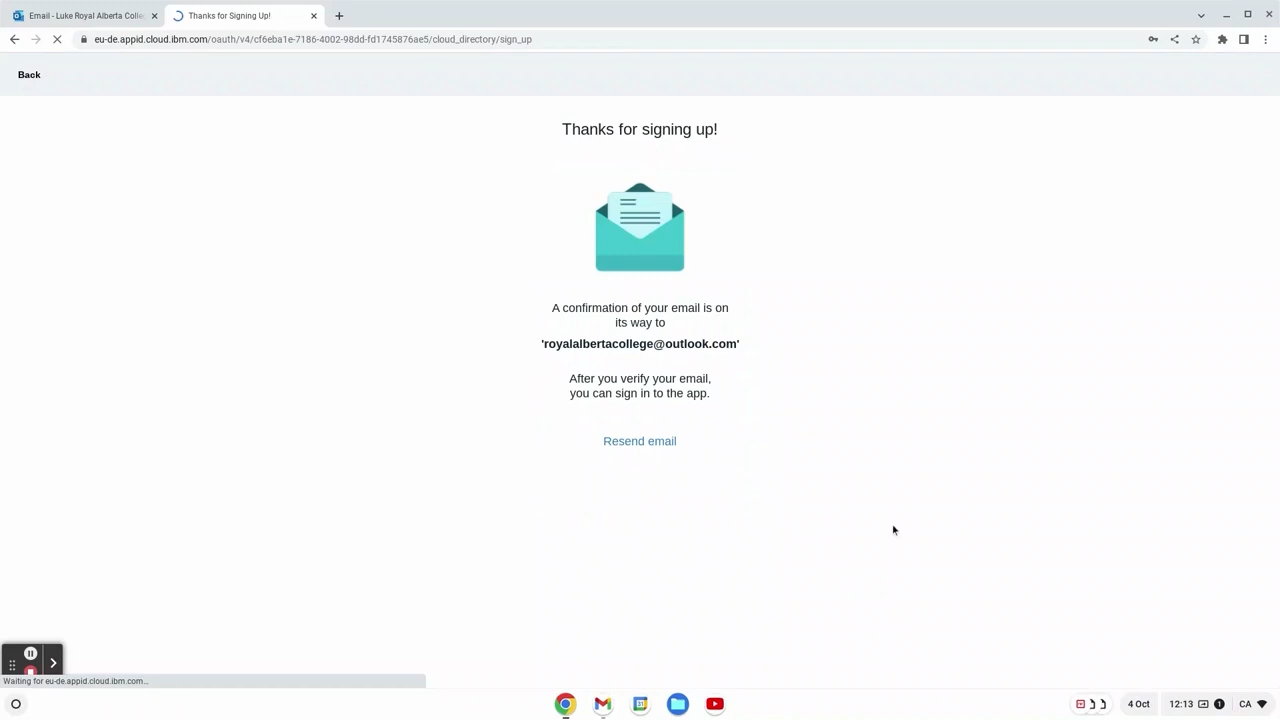 Email - Luke Royal Alberta Colle
Thanks for Signing Up!
eu-de.appid.cloud.ibm.com/oauth/v4/cf6eba1e-7186-4002-98dd-fd1745876ae5/cloud_directory/sign_up
Back
Thanks for signing up!
A confirmation of your email is on
its way to
'royalalbertacollege@outlook.com'
After you verify your email,
you can sign in to the app.
Resend email
Waiting for eu-de.appid.cloud.ibm.com...
31
4 Oct
12:13
1
CA